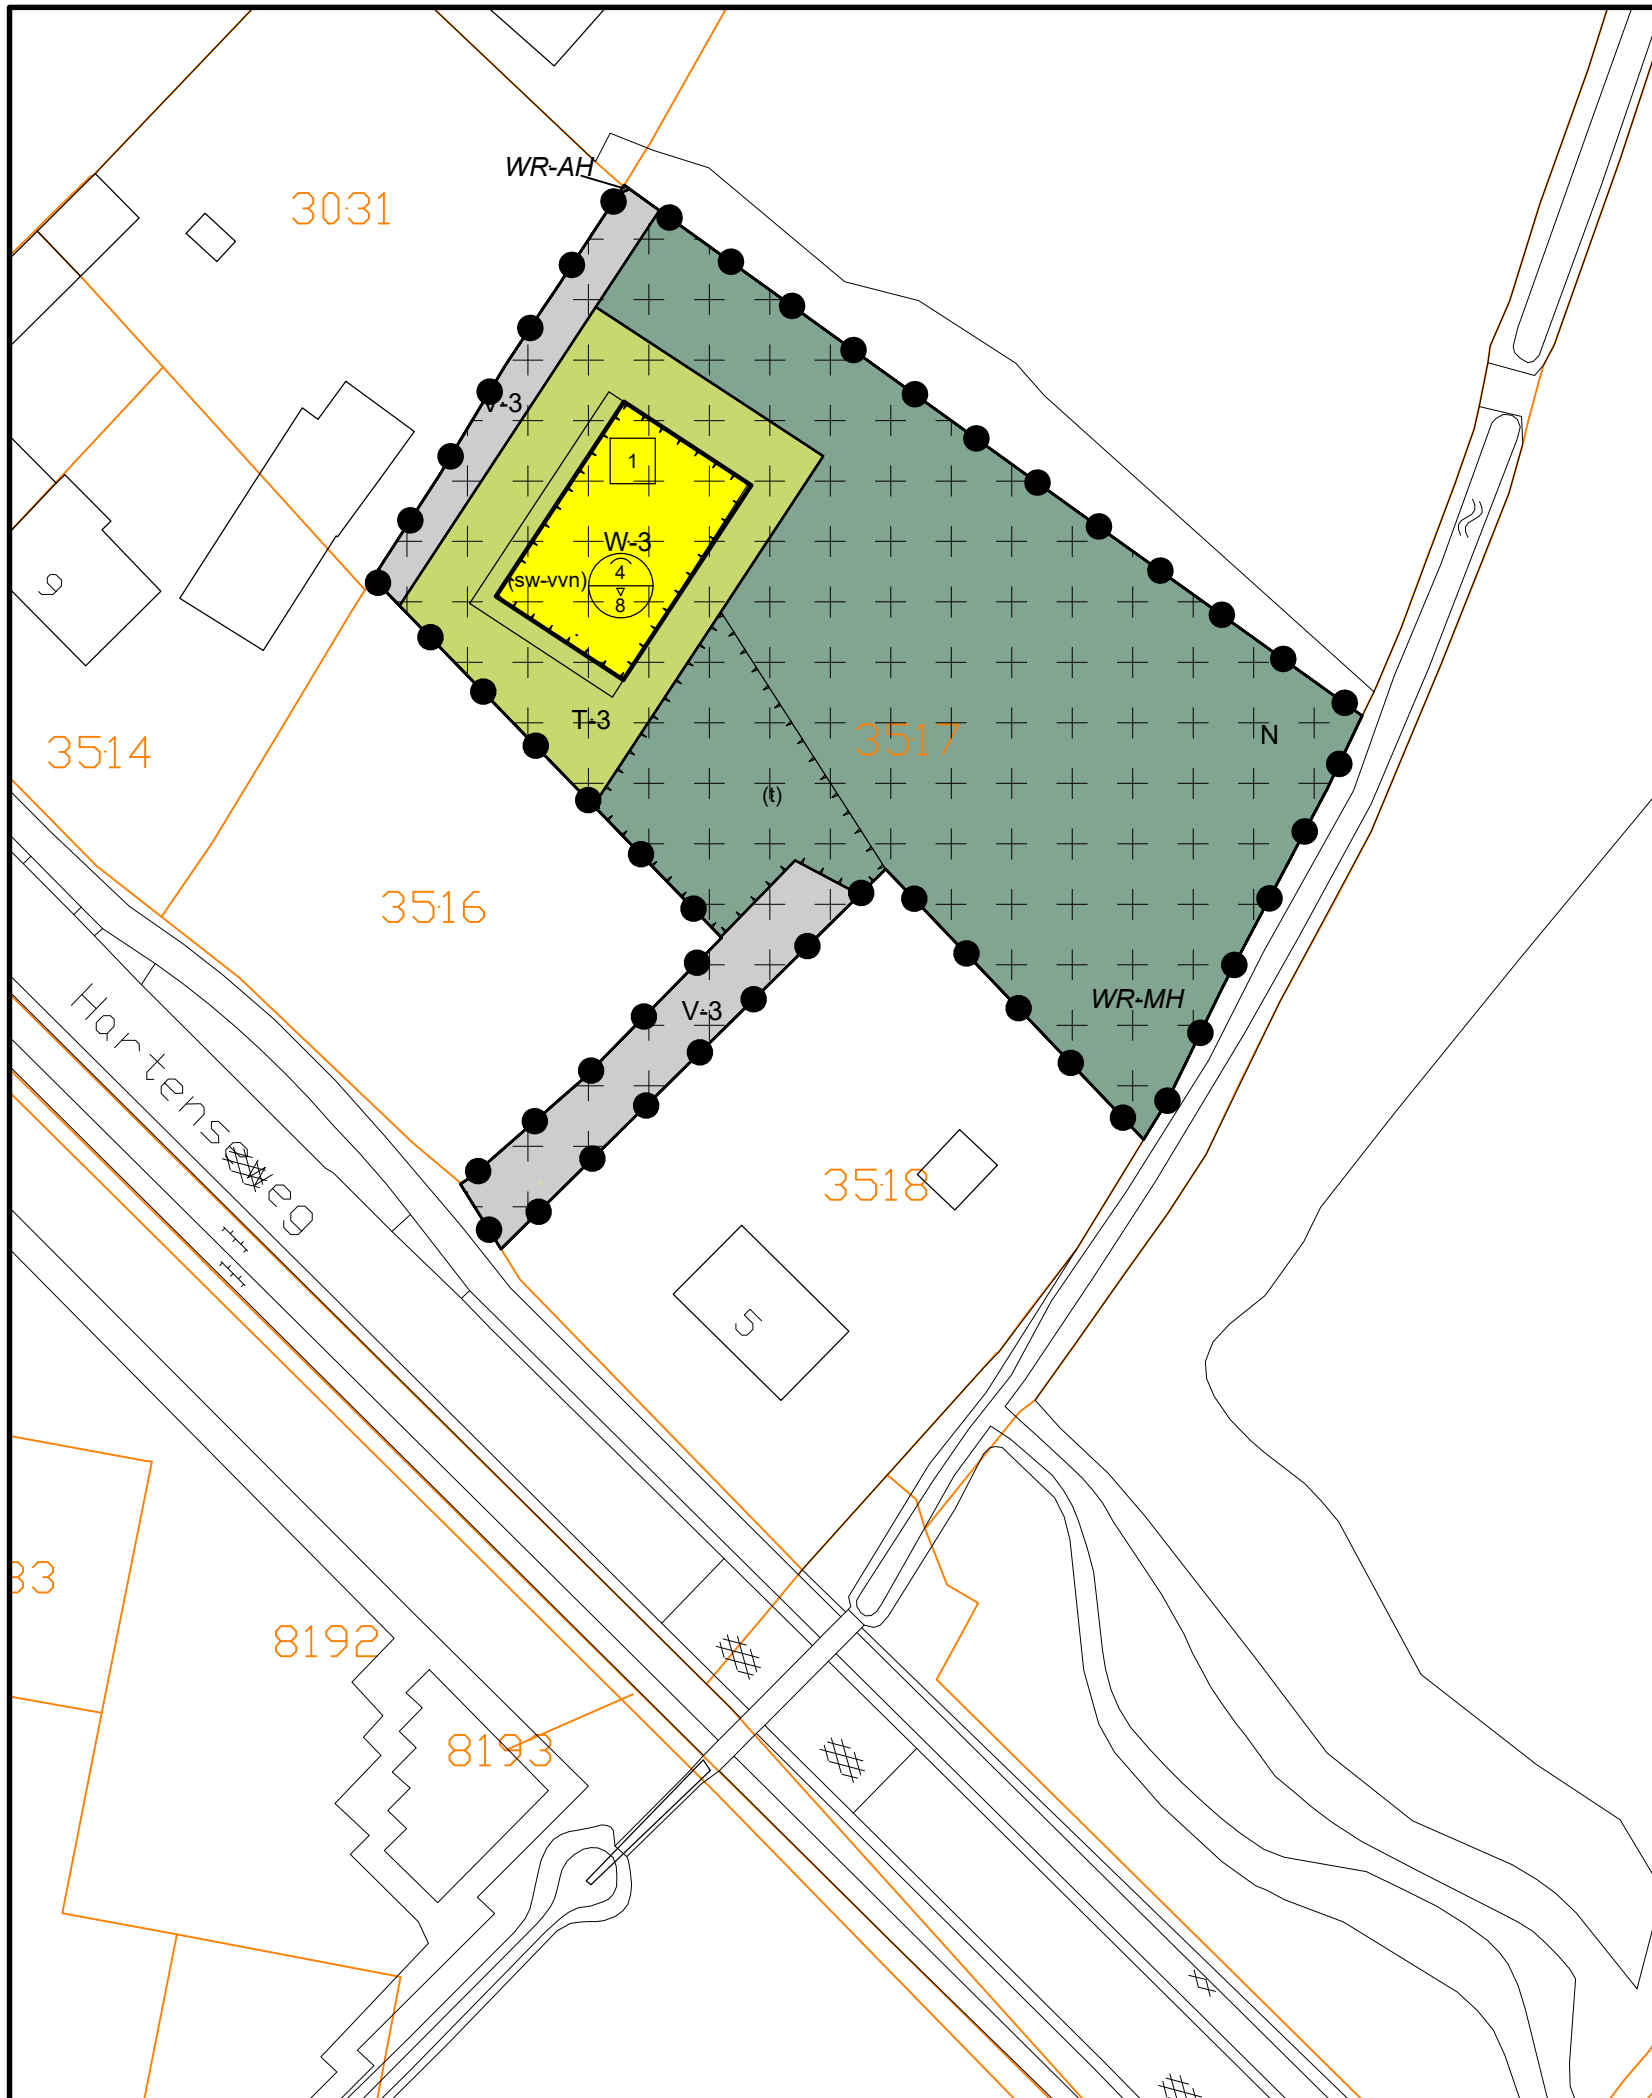 WR-AH
3031
V-3
1
W-3
(sw-vvn)
4
8
9
T-3
3517
N
3514
(t)
3516
WR-MH
V-3
Hartenseweg
3518
5
33
8192
8193